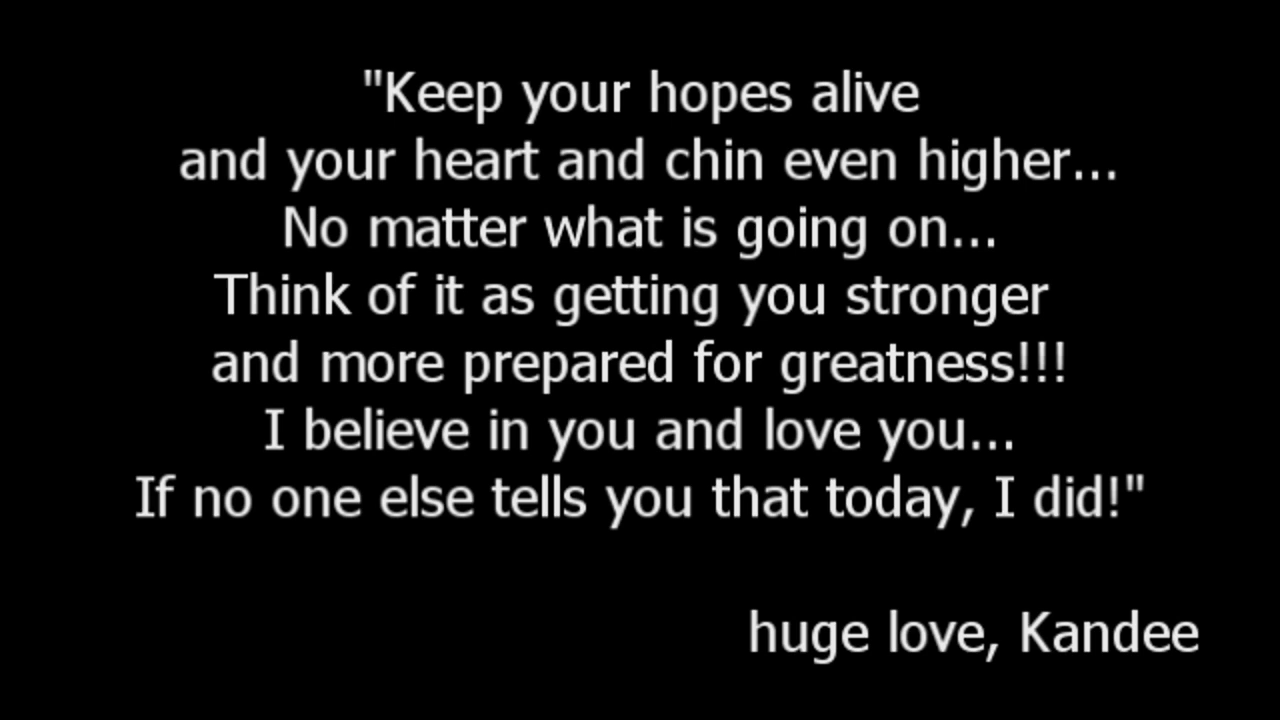 "Keep your hopes alive
and your heart and chin even higher...
No matter what is going on...
Think of it as getting you stronger
and more prepared for greatness!!!
I believe in you and love you...
If no one else tells you that today, I did!"
huge love, Kandee